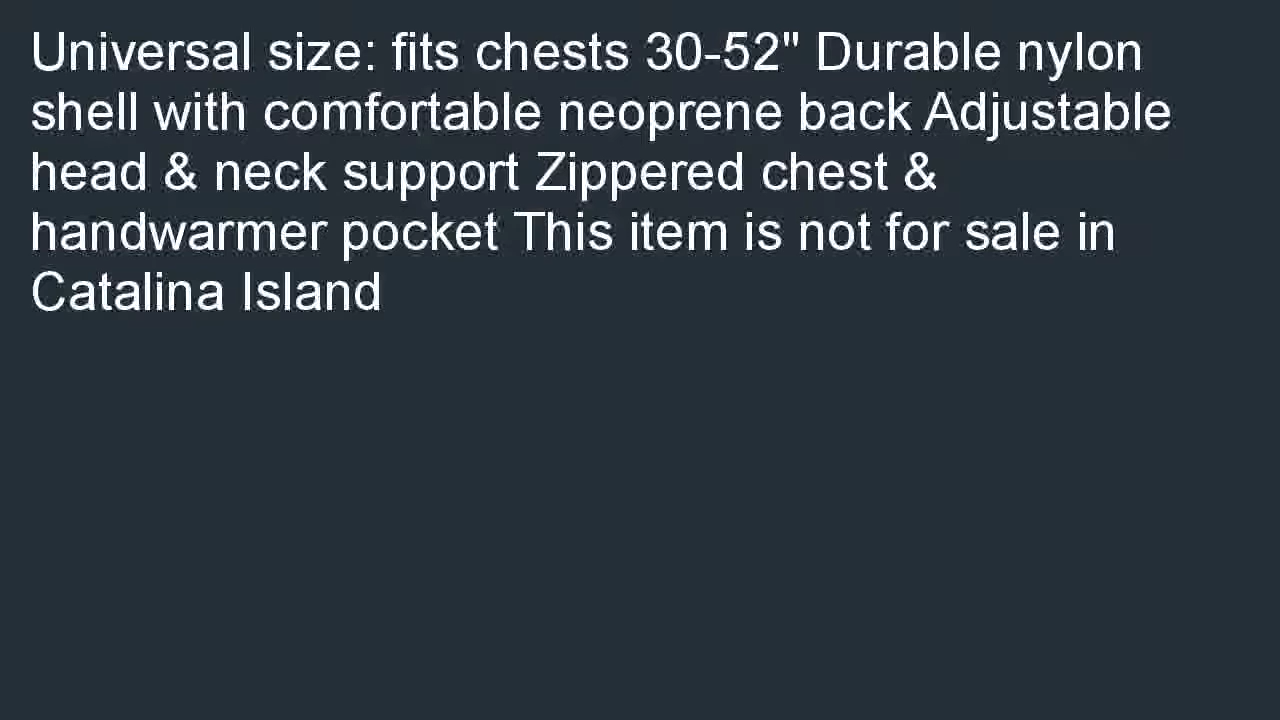 Universal size: fits chests 30-52" Durable nylon
shell with comfortable neoprene back Adjustable
head & neck support Zippered chest &
handwarmer pocket This item is not for sale in
Catalina Island